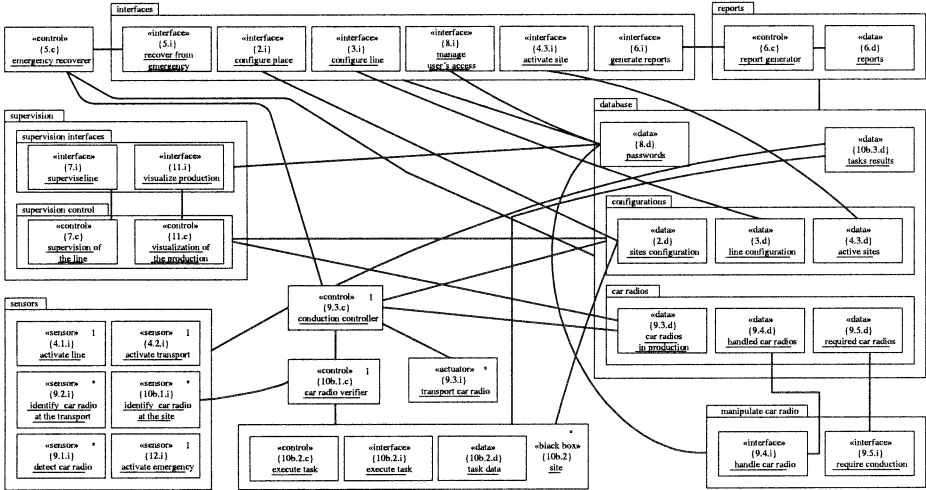 interfaces
reports
«control»
{5.c}
emergency recoverer
«interface»
{5.i}
recover from
emergency
«interface»
{2.i}
configure place
«interface»
{3.i}
configure line
«interface»
{8.i}
manage
user's access
«interface»
{4.3.i}
activate site
«interface»
{6.i}
generate reports
«control»
{6.c}
report generator
«data»
{6.d}
reports
supervision
supervision interfaces
«interface»
{7.i}
superviseline
«interface»
{11.i}
visualize production
supervision control
«control»
{7.c}
supervision of
the line
«control»
{11.c}
visualization of
the production
database
«data»
{8.d}
passwords
«data»
{10b.3.d}
tasks results
configurations
«data»
{2.d}
sites configuration
«data»
{3.d}
line configuration
«data»
{4.3.d}
active sites
car radios
«data»
{9.3.d}
car radios
in production
«data»
{9.4.d}
handled car radios
«data»
{9.5.d}
required car radios
sensors
«sensor» 1
{4.1.i}
activate line
«sensor» 1
{4.2.i}
activate transport
«sensor» *
{9.2.i}
identify car radio
at the transport
«sensor» *
{10b.1.i}
identify car radio
at the site
«sensor» *
{9.1.i}
detect car radio
«sensor» 1
{12.i}
activate emergency
«control» 1
{9.3.c}
conduction controller
«control» 1
{10b.1.c}
car radio verifier
«actuator» *
{9.3.i}
transport car radio
«control»
{10b.2.c}
execute task
«interface»
{10b.2.i}
execute task
«data»
{10b.2.d}
task data
*
«black box»
{10b.2}
site
manipulate car radio
«interface»
{9.4.i}
handle car radio
«interface»
{9.5.i}
require conduction